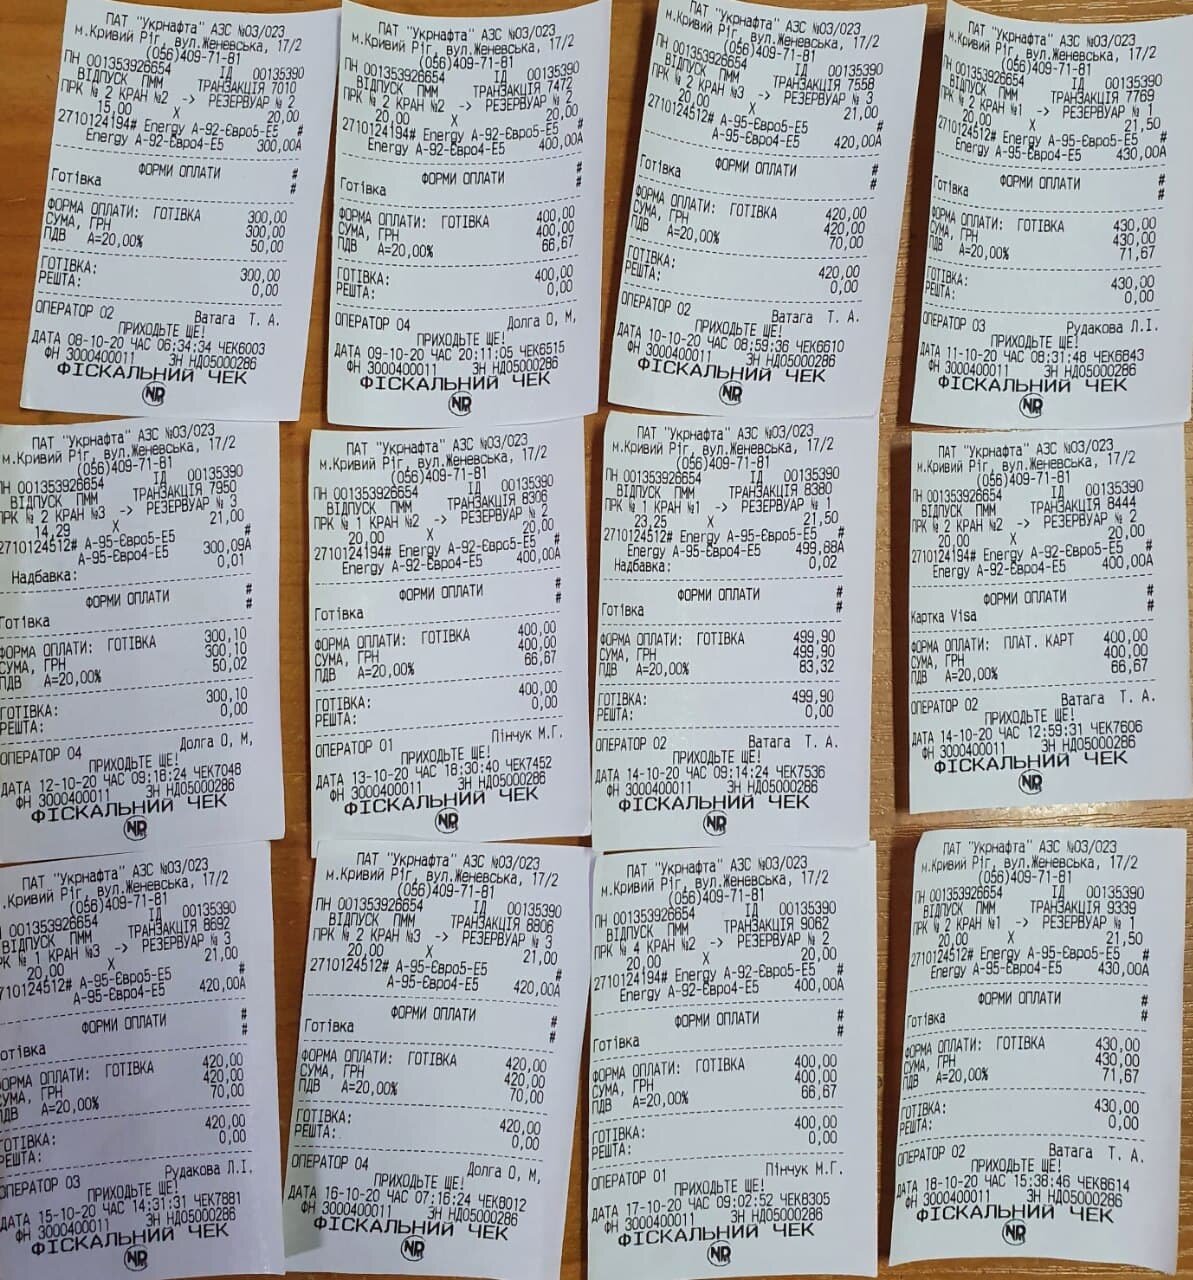 ПАТ "Укрнафта" АЗС №03/023
м.Кривий Ріг, вул.Женевська, 17/2
(056)409-71-81
ПН 001353926654 ІД 00135390
ВІДПУСК ПММ ТРАНЗАКЦІЯ 7010
ПРК № 2 КРАН №2 -> РЕЗЕРВУАР № 2
15,00 X 20,00
2710124194# Energy А-92-Євро5-Е5 #
Energy А-92-Євро4-Е5 300,00А
ФОРМИ ОПЛАТИ #
Готівка #
ФОРМА ОПЛАТИ: ГОТІВКА 300,00
СУМА, ГРН 300,00
ПДВ А=20,00% 50,00
ГОТІВКА: 300,00
РЕШТА: 0,00
ОПЕРАТОР 02 Ватага Т. А.
ПРИХОДЬТЕ ЩЕ!
ДАТА 08-10-20 ЧАС 06:34:34 ЧЕК6003
ФН 3000400011 ЗН НД05000286
ФІСКАЛЬНИЙ ЧЕК
ПАТ "Укрнафта" АЗС №03/023
м.Кривий Ріг, вул.Женевська, 17/2
(056)409-71-81
ПН 001353926654 ІД 00135390
ВІДПУСК ПММ ТРАНЗАКЦІЯ 7472
ПРК № 2 КРАН №2 -> РЕЗЕРВУАР № 2
20,00 X 20,00
2710124194# Energy А-92-Євро5-Е5 #
Energy А-92-Євро4-Е5 400,00А
ФОРМИ ОПЛАТИ #
Готівка #
ФОРМА ОПЛАТИ: ГОТІВКА 400,00
СУМА, ГРН 400,00
ПДВ А=20,00% 66,67
ГОТІВКА: 400,00
РЕШТА: 0,00
ОПЕРАТОР 04 Долга О, М,
ПРИХОДЬТЕ ЩЕ!
ДАТА 09-10-20 ЧАС 20:11:05 ЧЕК6515
ФН 3000400011 ЗН НД05000286
ФІСКАЛЬНИЙ ЧЕК
ПАТ "Укрнафта" АЗС №03/023
м.Кривий Ріг, вул.Женевська, 17/2
(056)409-71-81
ПН 001353926654 ІД 00135390
ВІДПУСК ПММ ТРАНЗАКЦІЯ 7558
ПРК № 2 КРАН №3 -> РЕЗЕРВУАР № 3
20,00 X 21,00
2710124512# А-95-Євро5-Е5 #
А-95-Євро4-Е5 420,00А
ФОРМИ ОПЛАТИ #
Готівка #
ФОРМА ОПЛАТИ: ГОТІВКА 420,00
СУМА, ГРН 420,00
ПДВ А=20,00% 70,00
ГОТІВКА: 420,00
РЕШТА: 0,00
ОПЕРАТОР 02 Ватага Т. А.
ПРИХОДЬТЕ ЩЕ!
ДАТА 10-10-20 ЧАС 08:59:36 ЧЕК6610
ФН 3000400011 ЗН НД05000286
ФІСКАЛЬНИЙ ЧЕК
ПАТ "Укрнафта" АЗС №03/023
м.Кривий Ріг, вул.Женевська, 17/2
(056)409-71-81
ПН 001353926654 ІД 00135390
ВІДПУСК ПММ ТРАНЗАКЦІЯ 7769
ПРК № 2 КРАН №1 -> РЕЗЕРВУАР № 1
20,00 X 21,50
2710124512# Energy А-95-Євро5-Е5 #
Energy А-95-Євро4-Е5 430,00А
ФОРМИ ОПЛАТИ #
Готівка #
ФОРМА ОПЛАТИ: ГОТІВКА 430,00
СУМА, ГРН 430,00
ПДВ А=20,00% 71,67
ГОТІВКА: 430,00
РЕШТА: 0,00
ОПЕРАТОР 03 Рудакова Л.І.
ПРИХОДЬТЕ ЩЕ!
ДАТА 11-10-20 ЧАС 08:31:48 ЧЕК6843
ФН 3000400011 ЗН НД05000286
ФІСКАЛЬНИЙ ЧЕК
ПАТ "Укрнафта" АЗС №03/023
м.Кривий Ріг, вул.Женевська, 17/2
(056)409-71-81
ПН 001353926654 ІД 00135390
ВІДПУСК ПММ ТРАНЗАКЦІЯ 7950
ПРК № 2 КРАН №3 -> РЕЗЕРВУАР № 3
14,29 X 21,00
2710124512# А-95-Євро5-Е5 #
А-95-Євро4-Е5 300,09А
Надбавка: 0,01
ФОРМИ ОПЛАТИ #
Готівка #
ФОРМА ОПЛАТИ: ГОТІВКА 300,10
СУМА, ГРН 300,10
ПДВ А=20,00% 50,02
ГОТІВКА: 300,10
РЕШТА: 0,00
ОПЕРАТОР 04 Долга О, М,
ПРИХОДЬТЕ ЩЕ!
ДАТА 12-10-20 ЧАС 09:16:24 ЧЕК7048
ФН 3000400011 ЗН НД05000286
ФІСКАЛЬНИЙ ЧЕК
ПАТ "Укрнафта" АЗС №03/023
м.Кривий Ріг, вул.Женевська, 17/2
(056)409-71-81
ПН 001353926654 ІД 00135390
ВІДПУСК ПММ ТРАНЗАКЦІЯ 8306
ПРК № 1 КРАН №2 -> РЕЗЕРВУАР № 2
20,00 X 20,00
2710124194# Energy А-92-Євро5-Е5 #
Energy А-92-Євро4-Е5 400,00А
ФОРМИ ОПЛАТИ #
Готівка #
ФОРМА ОПЛАТИ: ГОТІВКА 400,00
СУМА, ГРН 400,00
ПДВ А=20,00% 66,67
ГОТІВКА: 400,00
РЕШТА: 0,00
ОПЕРАТОР 01 Пінчук М.Г.
ПРИХОДЬТЕ ЩЕ!
ДАТА 13-10-20 ЧАС 18:30:40 ЧЕК7452
ФН 3000400011 ЗН НД05000286
ФІСКАЛЬНИЙ ЧЕК
ПАТ "Укрнафта" АЗС №03/023
м.Кривий Ріг, вул.Женевська, 17/2
(056)409-71-81
ПН 001353926654 ІД 00135390
ВІДПУСК ПММ ТРАНЗАКЦІЯ 8380
ПРК № 1 КРАН №1 -> РЕЗЕРВУАР № 1
23,25 X 21,50
2710124512# Energy А-95-Євро5-Е5 #
Energy А-95-Євро4-Е5 499,88А
Надбавка: 0,02
ФОРМИ ОПЛАТИ #
Готівка #
ФОРМА ОПЛАТИ: ГОТІВКА 499,90
СУМА, ГРН 499,90
ПДВ А=20,00% 83,32
ГОТІВКА: 499,90
РЕШТА: 0,00
ОПЕРАТОР 02 Ватага Т. А.
ПРИХОДЬТЕ ЩЕ!
ДАТА 14-10-20 ЧАС 09:14:24 ЧЕК7536
ФН 3000400011 ЗН НД05000286
ФІСКАЛЬНИЙ ЧЕК
ПАТ "Укрнафта" АЗС №03/023
м.Кривий Ріг, вул.Женевська, 17/2
(056)409-71-81
ПН 001353926654 ІД 00135390
ВІДПУСК ПММ ТРАНЗАКЦІЯ 8444
ПРК № 2 КРАН №2 -> РЕЗЕРВУАР № 2
20,00 X 20,00
2710124194# Energy А-92-Євро5-Е5 #
Energy А-92-Євро4-Е5 400,00А
ФОРМИ ОПЛАТИ #
Картка Visa #
ФОРМА ОПЛАТИ: ПЛАТ. КАРТ 400,00
СУМА, ГРН 400,00
ПДВ А=20,00% 66,67
ОПЕРАТОР 02 Ватага Т. А.
ПРИХОДЬТЕ ЩЕ!
ДАТА 14-10-20 ЧАС 12:59:31 ЧЕК7606
ФН 3000400011 ЗН НД05000286
ФІСКАЛЬНИЙ ЧЕК
ПАТ "Укрнафта" АЗС №03/023
.Кривий Ріг, вул.Женевська, 17/2
(056)409-71-81
ПН 001353926654 ІД 00135390
ВІДПУСК ПММ ТРАНЗАКЦІЯ 8692
РК № 1 КРАН №3 -> РЕЗЕРВУАР № 3
20,00 X 21,00
710124512# А-95-Євро5-Е5 #
А-95-Євро4-Е5 420,00А
ФОРМИ ОПЛАТИ #
отівка #
ОРМА ОПЛАТИ: ГОТІВКА 420,00
СУМА, ГРН 420,00
ПДВ А=20,00% 70,00
ГОТІВКА: 420,00
РЕШТА: 0,00
ОПЕРАТОР 03 Рудакова Л.І.
ПРИХОДЬТЕ ЩЕ!
ДАТА 15-10-20 ЧАС 14:31:31 ЧЕК7881
ФН 3000400011 ЗН НД05000286
ФІСКАЛЬНИЙ ЧЕК
ПАТ "Укрнафта" АЗС №03/023
м.Кривий Ріг, вул.Женевська, 17/2
(056)409-71-81
ПН 001353926654 ІД 00135390
ВІДПУСК ПММ ТРАНЗАКЦІЯ 8806
ПРК № 2 КРАН №3 -> РЕЗЕРВУАР № 3
20,00 X 21,00
2710124512# А-95-Євро5-Е5 #
А-95-Євро4-Е5 420,00А
ФОРМИ ОПЛАТИ #
Готівка #
ФОРМА ОПЛАТИ: ГОТІВКА 420,00
СУМА, ГРН 420,00
ПДВ А=20,00% 70,00
ГОТІВКА: 420,00
РЕШТА: 0,00
ОПЕРАТОР 04 Долга О, М,
ПРИХОДЬТЕ ЩЕ!
ДАТА 16-10-20 ЧАС 07:16:24 ЧЕК8012
ФН 3000400011 ЗН НД05000286
ФІСКАЛЬНИЙ ЧЕК
ПАТ "Укрнафта" АЗС №03/023
м.Кривий Ріг, вул.Женевська, 17/2
(056)409-71-81
ПН 001353926654 ІД 00135390
ВІДПУСК ПММ ТРАНЗАКЦІЯ 9062
ПРК № 4 КРАН №2 -> РЕЗЕРВУАР № 2
20,00 X 20,00
2710124194# Energy А-92-Євро5-Е5 #
Energy А-92-Євро4-Е5 400,00А
ФОРМИ ОПЛАТИ #
Готівка #
ФОРМА ОПЛАТИ: ГОТІВКА 400,00
СУМА, ГРН 400,00
ПДВ А=20,00% 66,67
ГОТІВКА: 400,00
РЕШТА: 0,00
ОПЕРАТОР 01 Пінчук М.Г.
ПРИХОДЬТЕ ЩЕ!
ДАТА 17-10-20 ЧАС 09:02:52 ЧЕК8305
ФН 3000400011 ЗН НД05000286
ФІСКАЛЬНИЙ ЧЕК
ПАТ "Укрнафта" АЗС №03/023
м.Кривий Ріг, вул.Женевська, 17/2
(056)409-71-81
ПН 001353926654 ІД 00135390
ВІДПУСК ПММ ТРАНЗАКЦІЯ 9339
ПРК № 2 КРАН №1 -> РЕЗЕРВУАР № 1
20,00 X 21,50
2710124512# Energy А-95-Євро5-Е5 #
Energy А-95-Євро4-Е5 430,00А
ФОРМИ ОПЛАТИ #
Готівка #
ФОРМА ОПЛАТИ: ГОТІВКА 430,00
СУМА, ГРН 430,00
ПДВ А=20,00% 71,67
ГОТІВКА: 430,00
РЕШТА: 0,00
ОПЕРАТОР 02 Ватага Т. А.
ПРИХОДЬТЕ ЩЕ!
ДАТА 18-10-20 ЧАС 15:38:46 ЧЕК8614
ФН 3000400011 ЗН НД05000286
ФІСКАЛЬНИЙ ЧЕК